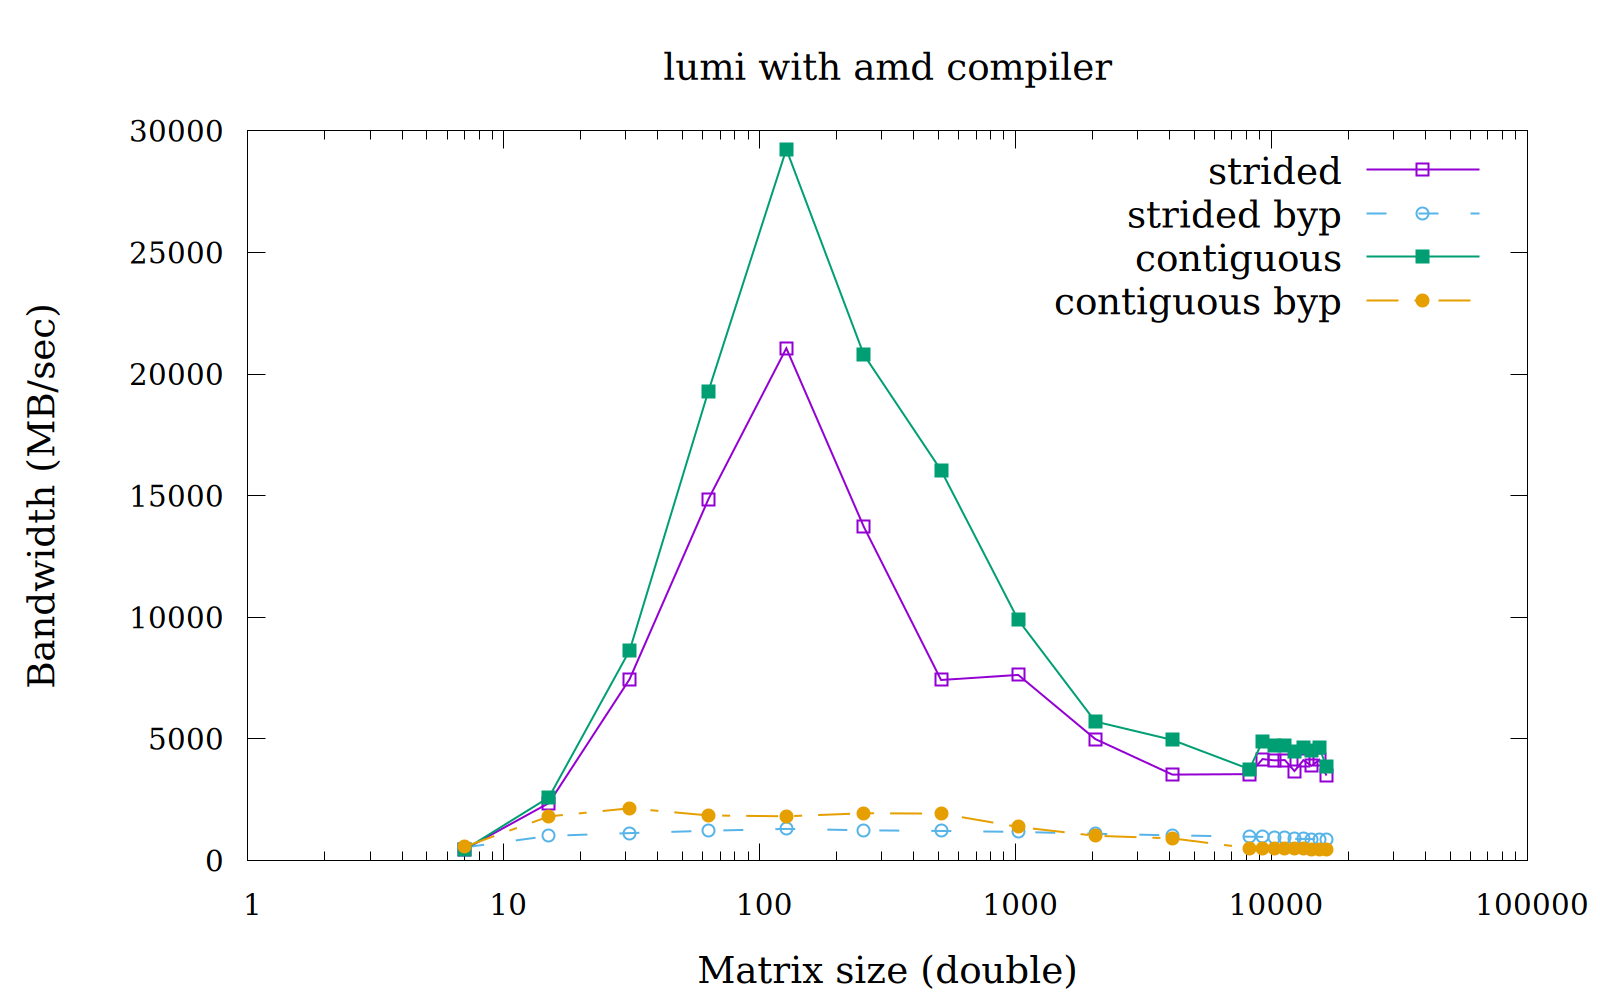 lumi with amd compiler
30000
25000
20000
15000
10000
5000
0
Bandwidth (MB/sec)
strided
strided byp
contiguous
contiguous byp
1 10 100 1000 10000 100000
Matrix size (double)